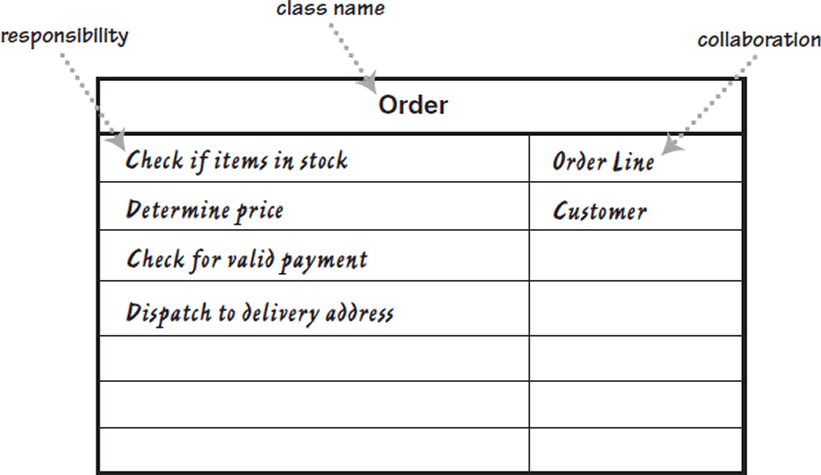 class name
responsibility
collaboration
Order
Check if items in stock
Order Line
Determine price
Customer
Check for valid payment
Dispatch to delivery address